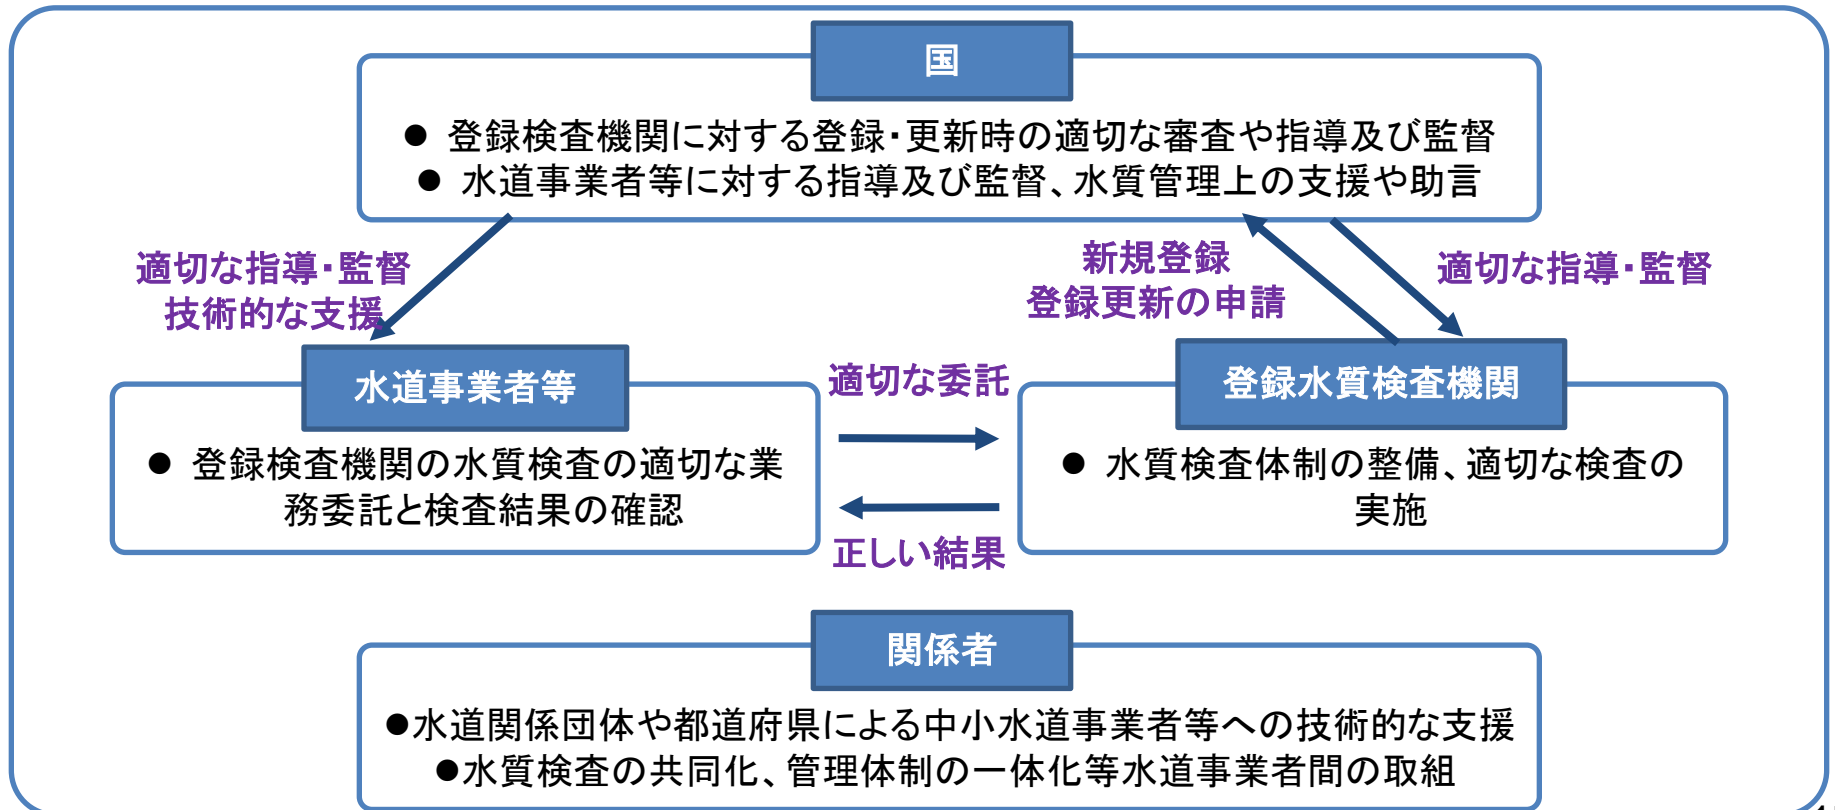 国
● 登録検査機関に対する登録・更新時の適切な審査や指導及び監督
● 水道事業者等に対する指導及び監督、水質管理上の支援や助言
適切な指導・監督
技術的な支援
新規登録
登録更新の申請
適切な指導・監督
水道事業者等
● 登録検査機関の水質検査の適切な業
務委託と検査結果の確認
適切な委託
正しい結果
登録水質検査機関
● 水質検査体制の整備、適切な検査の
実施
関係者
●水道関係団体や都道府県による中小水道事業者等への技術的な支援
●水質検査の共同化、管理体制の一体化等水道事業者間の取組